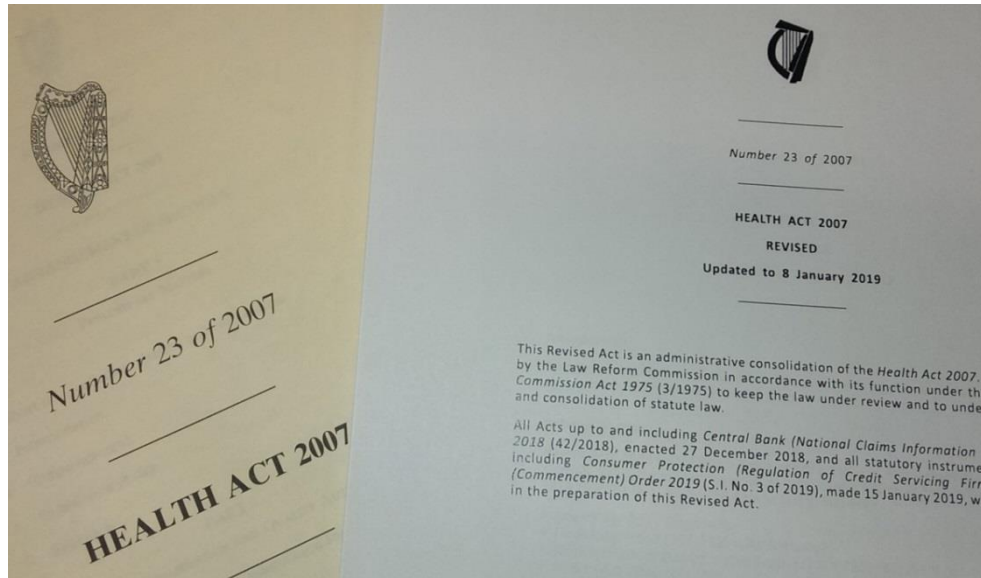 Number 23 of 2007
HEALTH ACT 2007
Number 23 of 2007
HEALTH ACT 2007
REVISED
Updated to 8 January 2019
This Revised Act is an administrative consolidation of the Health Act 2007.
by the Law Reform Commission in accordance with its function under th
Commission Act 1975 (3/1975) to keep the law under review and to unde
and consolidation of statute law.
All Acts up to and including Central Bank (National Claims Information
2018 (42/2018), enacted 27 December 2018, and all statutory instrume
including Consumer Protection (Regulation of Credit Servicing Fir
(Commencement) Order 2019 (S.I. No. 3 of 2019), made 15 January 2019, w
in the preparation of this Revised Act.